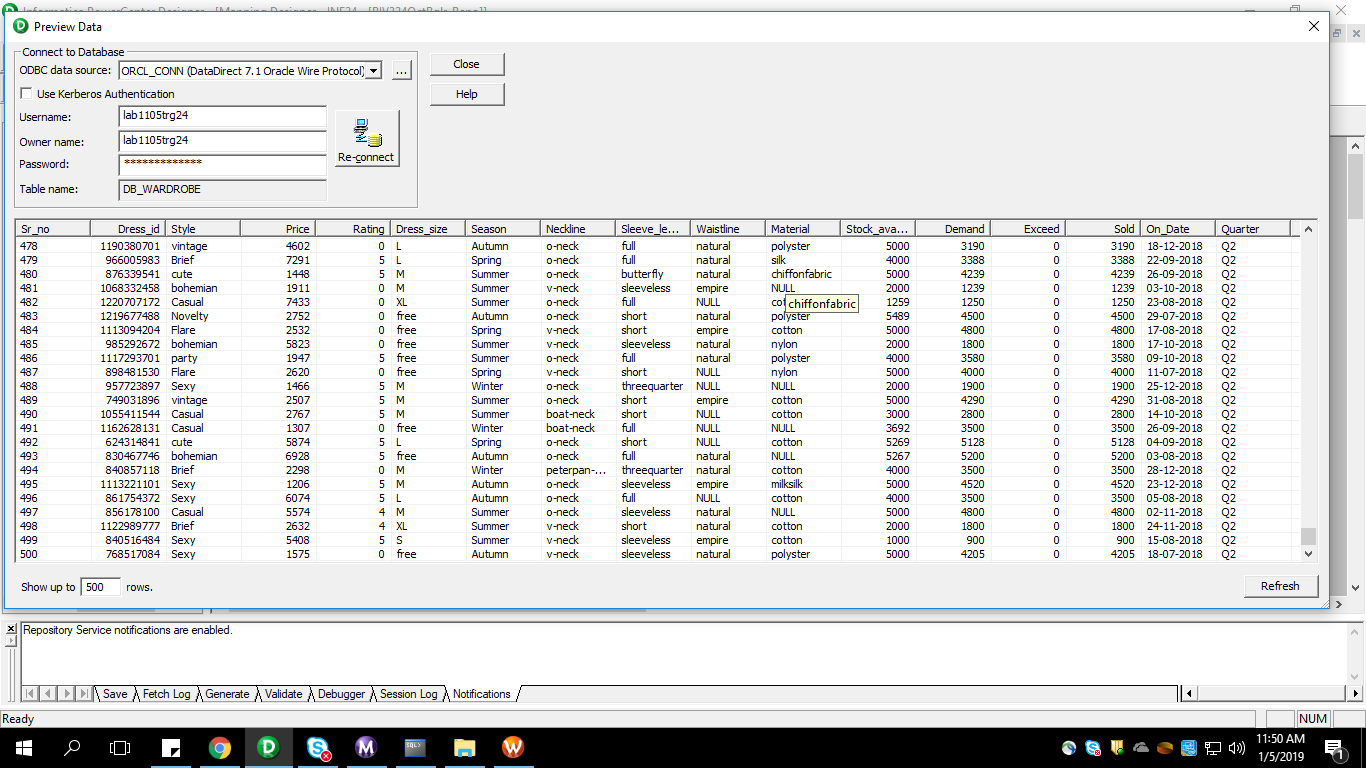 Preview Data
Connect to Database
ODBC data source: ORCL_CONN (DataDirect 7.1 Oracle Wire Protocol) ... Close
Use Kerberos Authentication Help
Username: lab1105trg24
Owner name: lab1105trg24
Password: *************
Re-connect
Table name: DB_WARDROBE
Sr_no Dress_id Style Price Rating Dress_size Season Neckline Sleeve_le... Waistline Material Stock_ava... Demand Exceed Sold On_Date Quarter
478 1190380701 vintage 4602 0 L Autumn o-neck full natural polyster 5000 3190 0 3190 18-12-2018 Q2
479 966005983 Brief 7291 5 L Spring o-neck full natural silk 4000 3388 0 3388 22-09-2018 Q2
480 876339541 cute 1448 5 M Summer o-neck butterfly natural chiffonfabric 5000 4239 0 4239 26-09-2018 Q2
481 1068332458 bohemian 1911 0 M Summer v-neck sleeveless empire NULL 2000 1239 0 1239 03-10-2018 Q2
482 1220707172 Casual 7433 0 XL Summer o-neck full NULL chiffonfabric 1259 1250 0 1250 23-08-2018 Q2
483 1219677488 Novelty 2752 0 free Autumn o-neck short natural polyster 5489 4500 0 4500 29-07-2018 Q2
484 1113094204 Flare 2532 0 free Spring v-neck short empire cotton 5000 4800 0 4800 17-08-2018 Q2
485 985292672 bohemian 5823 0 free Summer v-neck sleeveless natural nylon 2000 1800 0 1800 17-10-2018 Q2
486 1117293701 party 1947 5 free Summer o-neck full natural polyster 4000 3580 0 3580 09-10-2018 Q2
487 898481530 Flare 2620 0 free Spring v-neck short NULL nylon 5000 4000 0 4000 11-07-2018 Q2
488 957723897 Sexy 1466 5 M Winter o-neck threequarter NULL NULL 2000 1900 0 1900 25-12-2018 Q2
489 749031896 vintage 2507 5 M Summer o-neck short empire cotton 5000 4290 0 4290 31-08-2018 Q2
490 1055411544 Casual 2767 5 M Summer boat-neck short NULL cotton 3000 2800 0 2800 14-10-2018 Q2
491 1162628131 Casual 1307 0 free Winter boat-neck full NULL NULL 3692 3500 0 3500 26-09-2018 Q2
492 624314841 cute 5874 5 L Spring o-neck short NULL cotton 5269 5128 0 5128 04-09-2018 Q2
493 830467746 bohemian 6928 5 free Autumn o-neck full natural NULL 5267 5200 0 5200 03-08-2018 Q2
494 840857118 Brief 2298 0 M Winter peterpan-... threequarter natural cotton 4000 3500 0 3500 28-12-2018 Q2
495 1113221101 Sexy 1206 5 M Autumn o-neck sleeveless empire milksilk 5000 4520 0 4520 23-12-2018 Q2
496 861754372 Sexy 6074 5 L Summer o-neck full NULL cotton 4000 3500 0 3500 05-08-2018 Q2
497 856178100 Casual 5574 4 M Summer o-neck sleeveless natural NULL 5000 4800 0 4800 02-11-2018 Q2
498 1122989777 Brief 2632 4 XL Summer v-neck short natural cotton 2000 1800 0 1800 24-11-2018 Q2
499 840516484 Sexy 5408 5 S Summer v-neck sleeveless empire cotton 1000 900 0 900 15-08-2018 Q2
500 768517084 Sexy 1575 0 free Autumn v-neck sleeveless empire polyster 5000 4205 0 4205 18-07-2018 Q2
Show up to 500 rows. Refresh
Repository Service notifications are enabled.
Save Fetch Log Generate Validate Debugger Session Log Notifications
Ready NUM
11:50 AM
1/5/2019
1